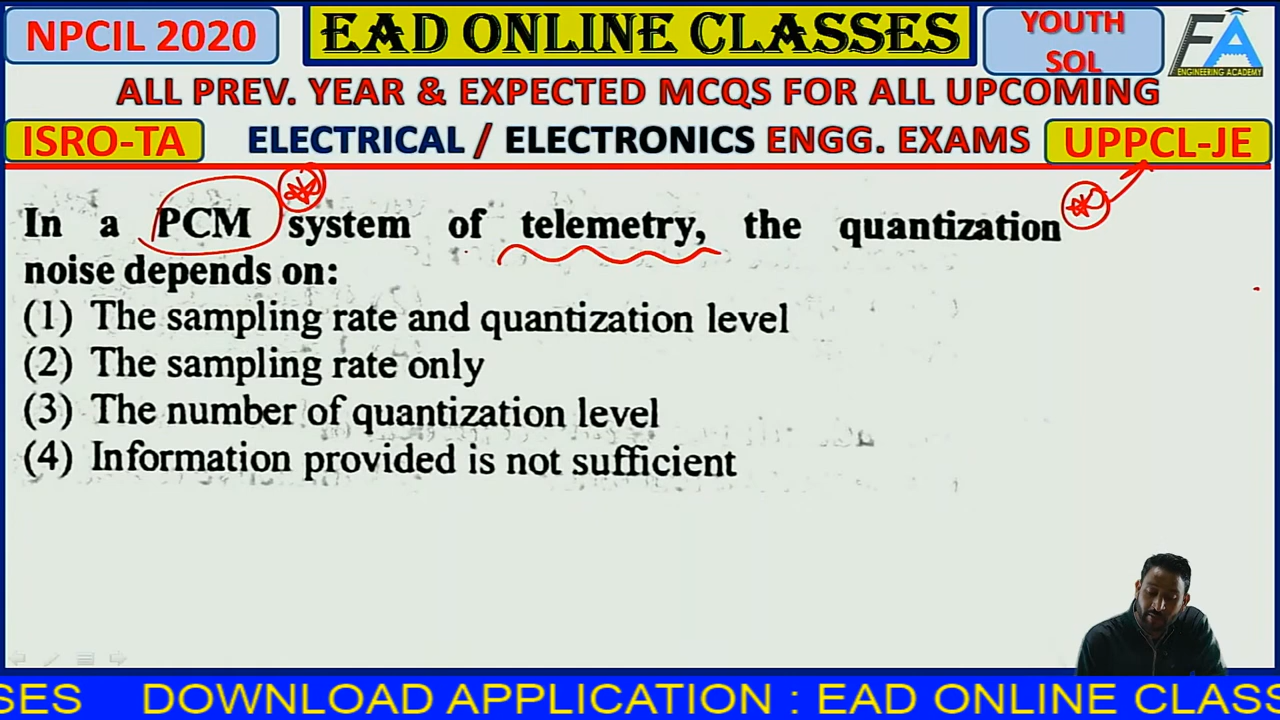 NPCIL 2020
EAD ONLINE CLASSES
YOUTH
SOL
ENGINEERING ACADEMY
ALL PREV. YEAR & EXPECTED MCQS FOR ALL UPCOMING
ISRO-TA
ELECTRICAL / ELECTRONICS ENGG. EXAMS
UPPCL-JE
In a PCM system of telemetry, the quantization
noise depends on:
(1) The sampling rate and quantization level
(2) The sampling rate only
(3) The number of quantization level
(4) Information provided is not sufficient
SES DOWNLOAD APPLICATION : EAD ONLINE CLASS